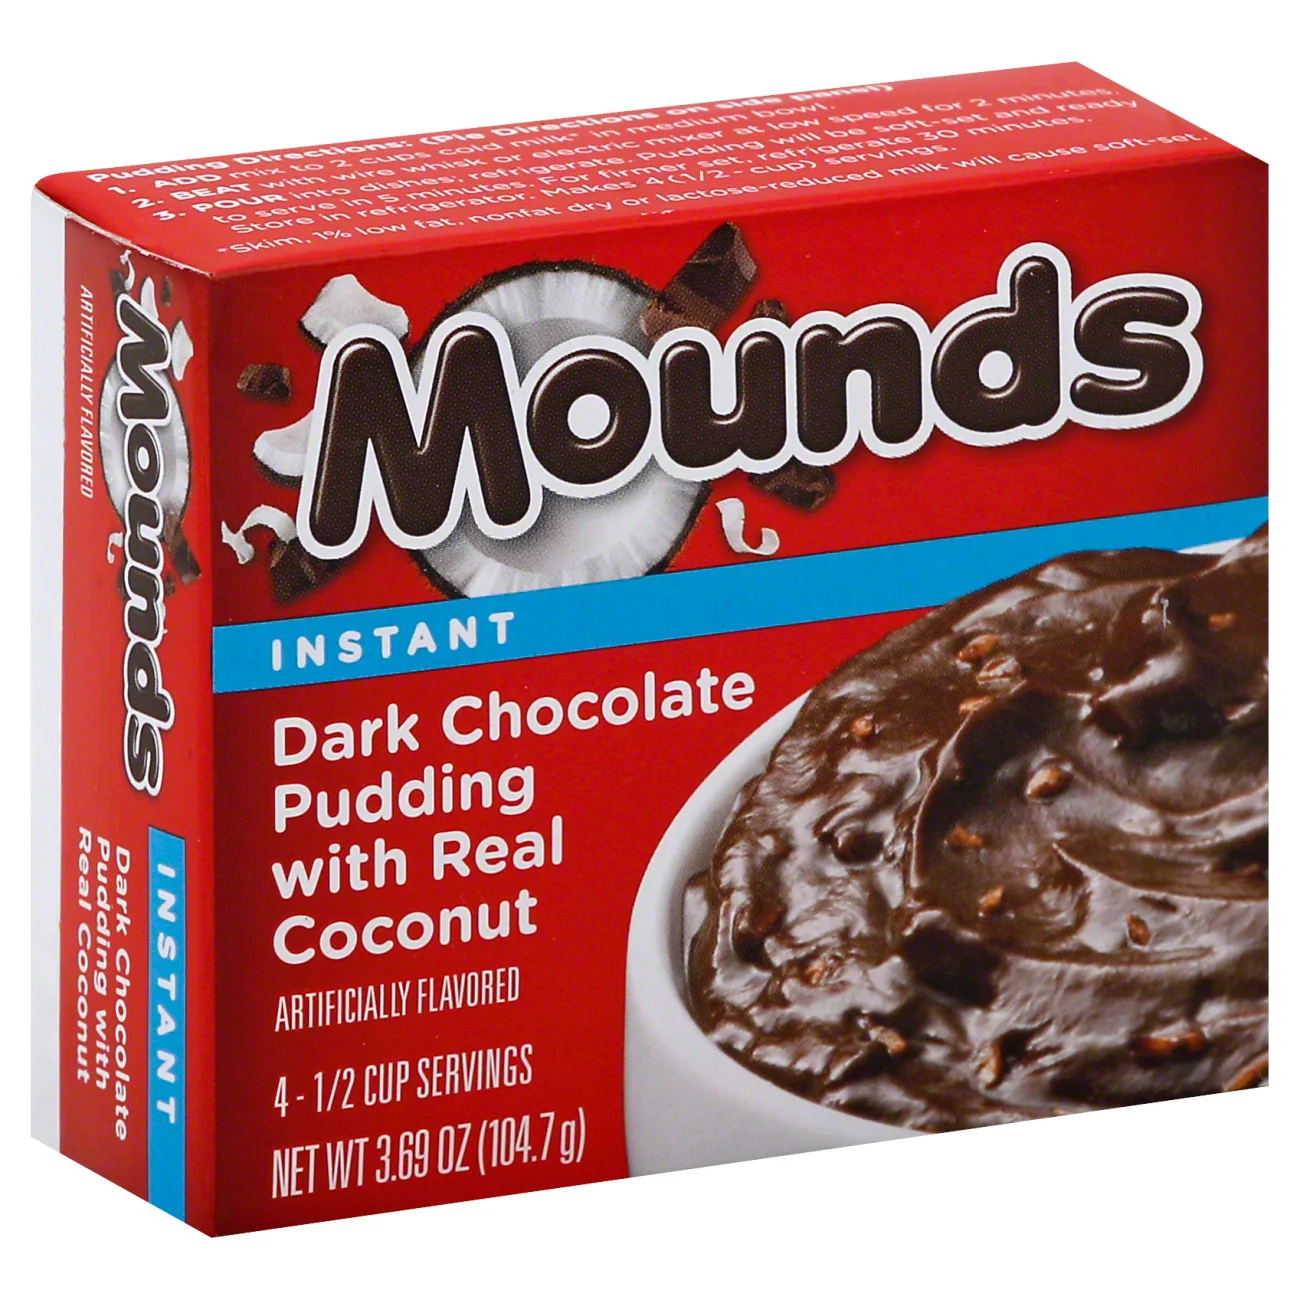 Pudding Directions: (Pie Directions on side panel)
1. ADD mix to 2 cups cold milk* in medium bowl.
2. BEAT with wire whisk or electric mixer at low speed for 2 minutes.
3. POUR into dishes; refrigerate. Pudding will be soft-set and ready
to serve in 5 minutes. For firmer set, refrigerate 30 minutes.
Store in refrigerator. Makes 4 (1/2- cup) servings.
*Skim, 1% low fat, nonfat dry or lactose-reduced milk will cause soft-set.
Mounds
INSTANT
Dark Chocolate
Pudding
with Real
Coconut
ARTIFICIALLY FLAVORED
4 - 1/2 CUP SERVINGS
NET WT 3.69 OZ (104.7 g)
Mounds
ARTIFICIALLY FLAVORED
INSTANT
Dark Chocolate
Pudding with
Real Coconut